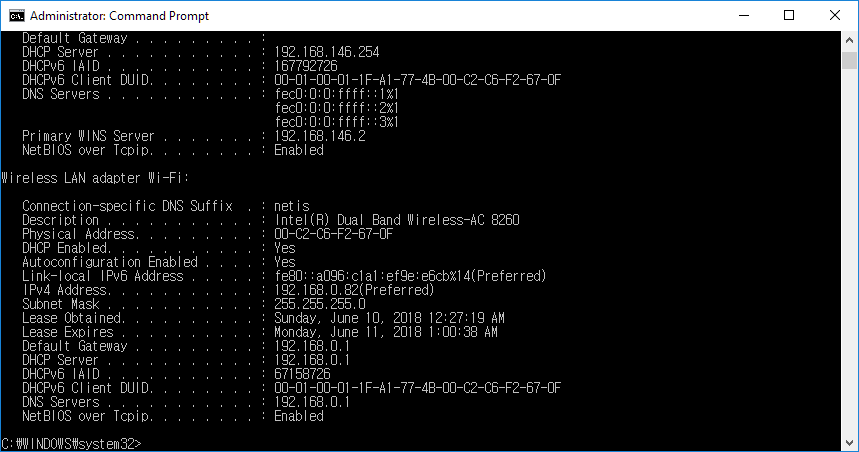 Administrator: Command Prompt
Default Gateway . . . . . . . . . :
DHCP Server . . . . . . . . . . . : 192.168.146.254
DHCPv6 IAID . . . . . . . . . . . : 167792726
DHCPv6 Client DUID. . . . . . . . : 00-01-00-01-1F-A1-77-4B-00-C2-C6-F2-67-0F
DNS Servers . . . . . . . . . . . : fec0:0:0:ffff::1%1
fec0:0:0:ffff::2%1
fec0:0:0:ffff::3%1
Primary WINS Server . . . . . . . : 192.168.146.2
NetBIOS over Tcpip. . . . . . . . : Enabled
Wireless LAN adapter Wi-Fi:
Connection-specific DNS Suffix  . : netis
Description . . . . . . . . . . . : Intel(R) Dual Band Wireless-AC 8260
Physical Address. . . . . . . . . : 00-C2-C6-F2-67-0F
DHCP Enabled. . . . . . . . . . . : Yes
Autoconfiguration Enabled . . . . : Yes
Link-local IPv6 Address . . . . . : fe80::a096:c1a1:ef9e:e6cb%14(Preferred)
IPv4 Address. . . . . . . . . . . : 192.168.0.82(Preferred)
Subnet Mask . . . . . . . . . . . : 255.255.255.0
Lease Obtained. . . . . . . . . . : Sunday, June 10, 2018 12:27:19 AM
Lease Expires . . . . . . . . . . : Monday, June 11, 2018 1:00:38 AM
Default Gateway . . . . . . . . . : 192.168.0.1
DHCP Server . . . . . . . . . . . : 192.168.0.1
DHCPv6 IAID . . . . . . . . . . . : 67158726
DHCPv6 Client DUID. . . . . . . . : 00-01-00-01-1F-A1-77-4B-00-C2-C6-F2-67-0F
DNS Servers . . . . . . . . . . . : 192.168.0.1
NetBIOS over Tcpip. . . . . . . . : Enabled
C:₩WINDOWS₩system32>